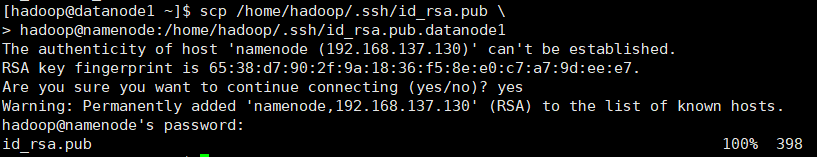 [hadoop@datanode1 ~]$ scp /home/hadoop/.ssh/id_rsa.pub \
> hadoop@namenode:/home/hadoop/.ssh/id_rsa.pub.datanode1
The authenticity of host 'namenode (192.168.137.130)' can't be established.
RSA key fingerprint is 65:38:d7:90:2f:9a:18:36:f5:8e:e0:c7:a7:9d:ee:e7.
Are you sure you want to continue connecting (yes/no)? yes
Warning: Permanently added 'namenode,192.168.137.130' (RSA) to the list of known hosts.
hadoop@namenode's password:
id_rsa.pub 100% 398